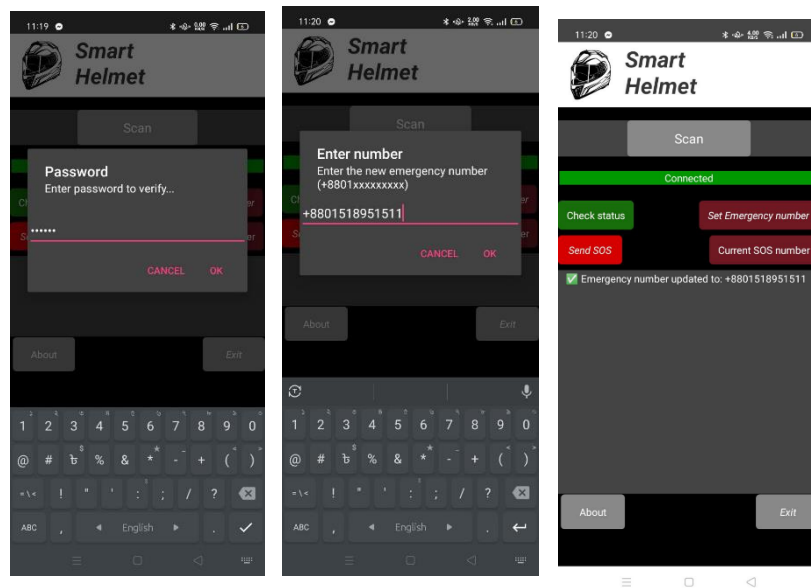 11:19
Smart
Helmet
Scan
Password
Enter password to verify...
••••••
CANCEL OK
About Exit
1 2 3 4 5 6 7 8 9 0
@ # ৳ % & * - + ( )
=\< ! " ' : ; / ?
ABC , English .
11:20
Smart
Helmet
Scan
Enter number
Enter the new emergency number
(+8801xxxxxxxxx)
+8801518951511
CANCEL OK
About Exit
1 2 3 4 5 6 7 8 9 0
@ # ৳ % & * - + ( )
=\< ! " ' : ; / ?
ABC , English .
11:20
Smart
Helmet
Scan
Connected
Check status Set Emergency number
Send SOS Current SOS number
✅ Emergency number updated to: +8801518951511
About Exit